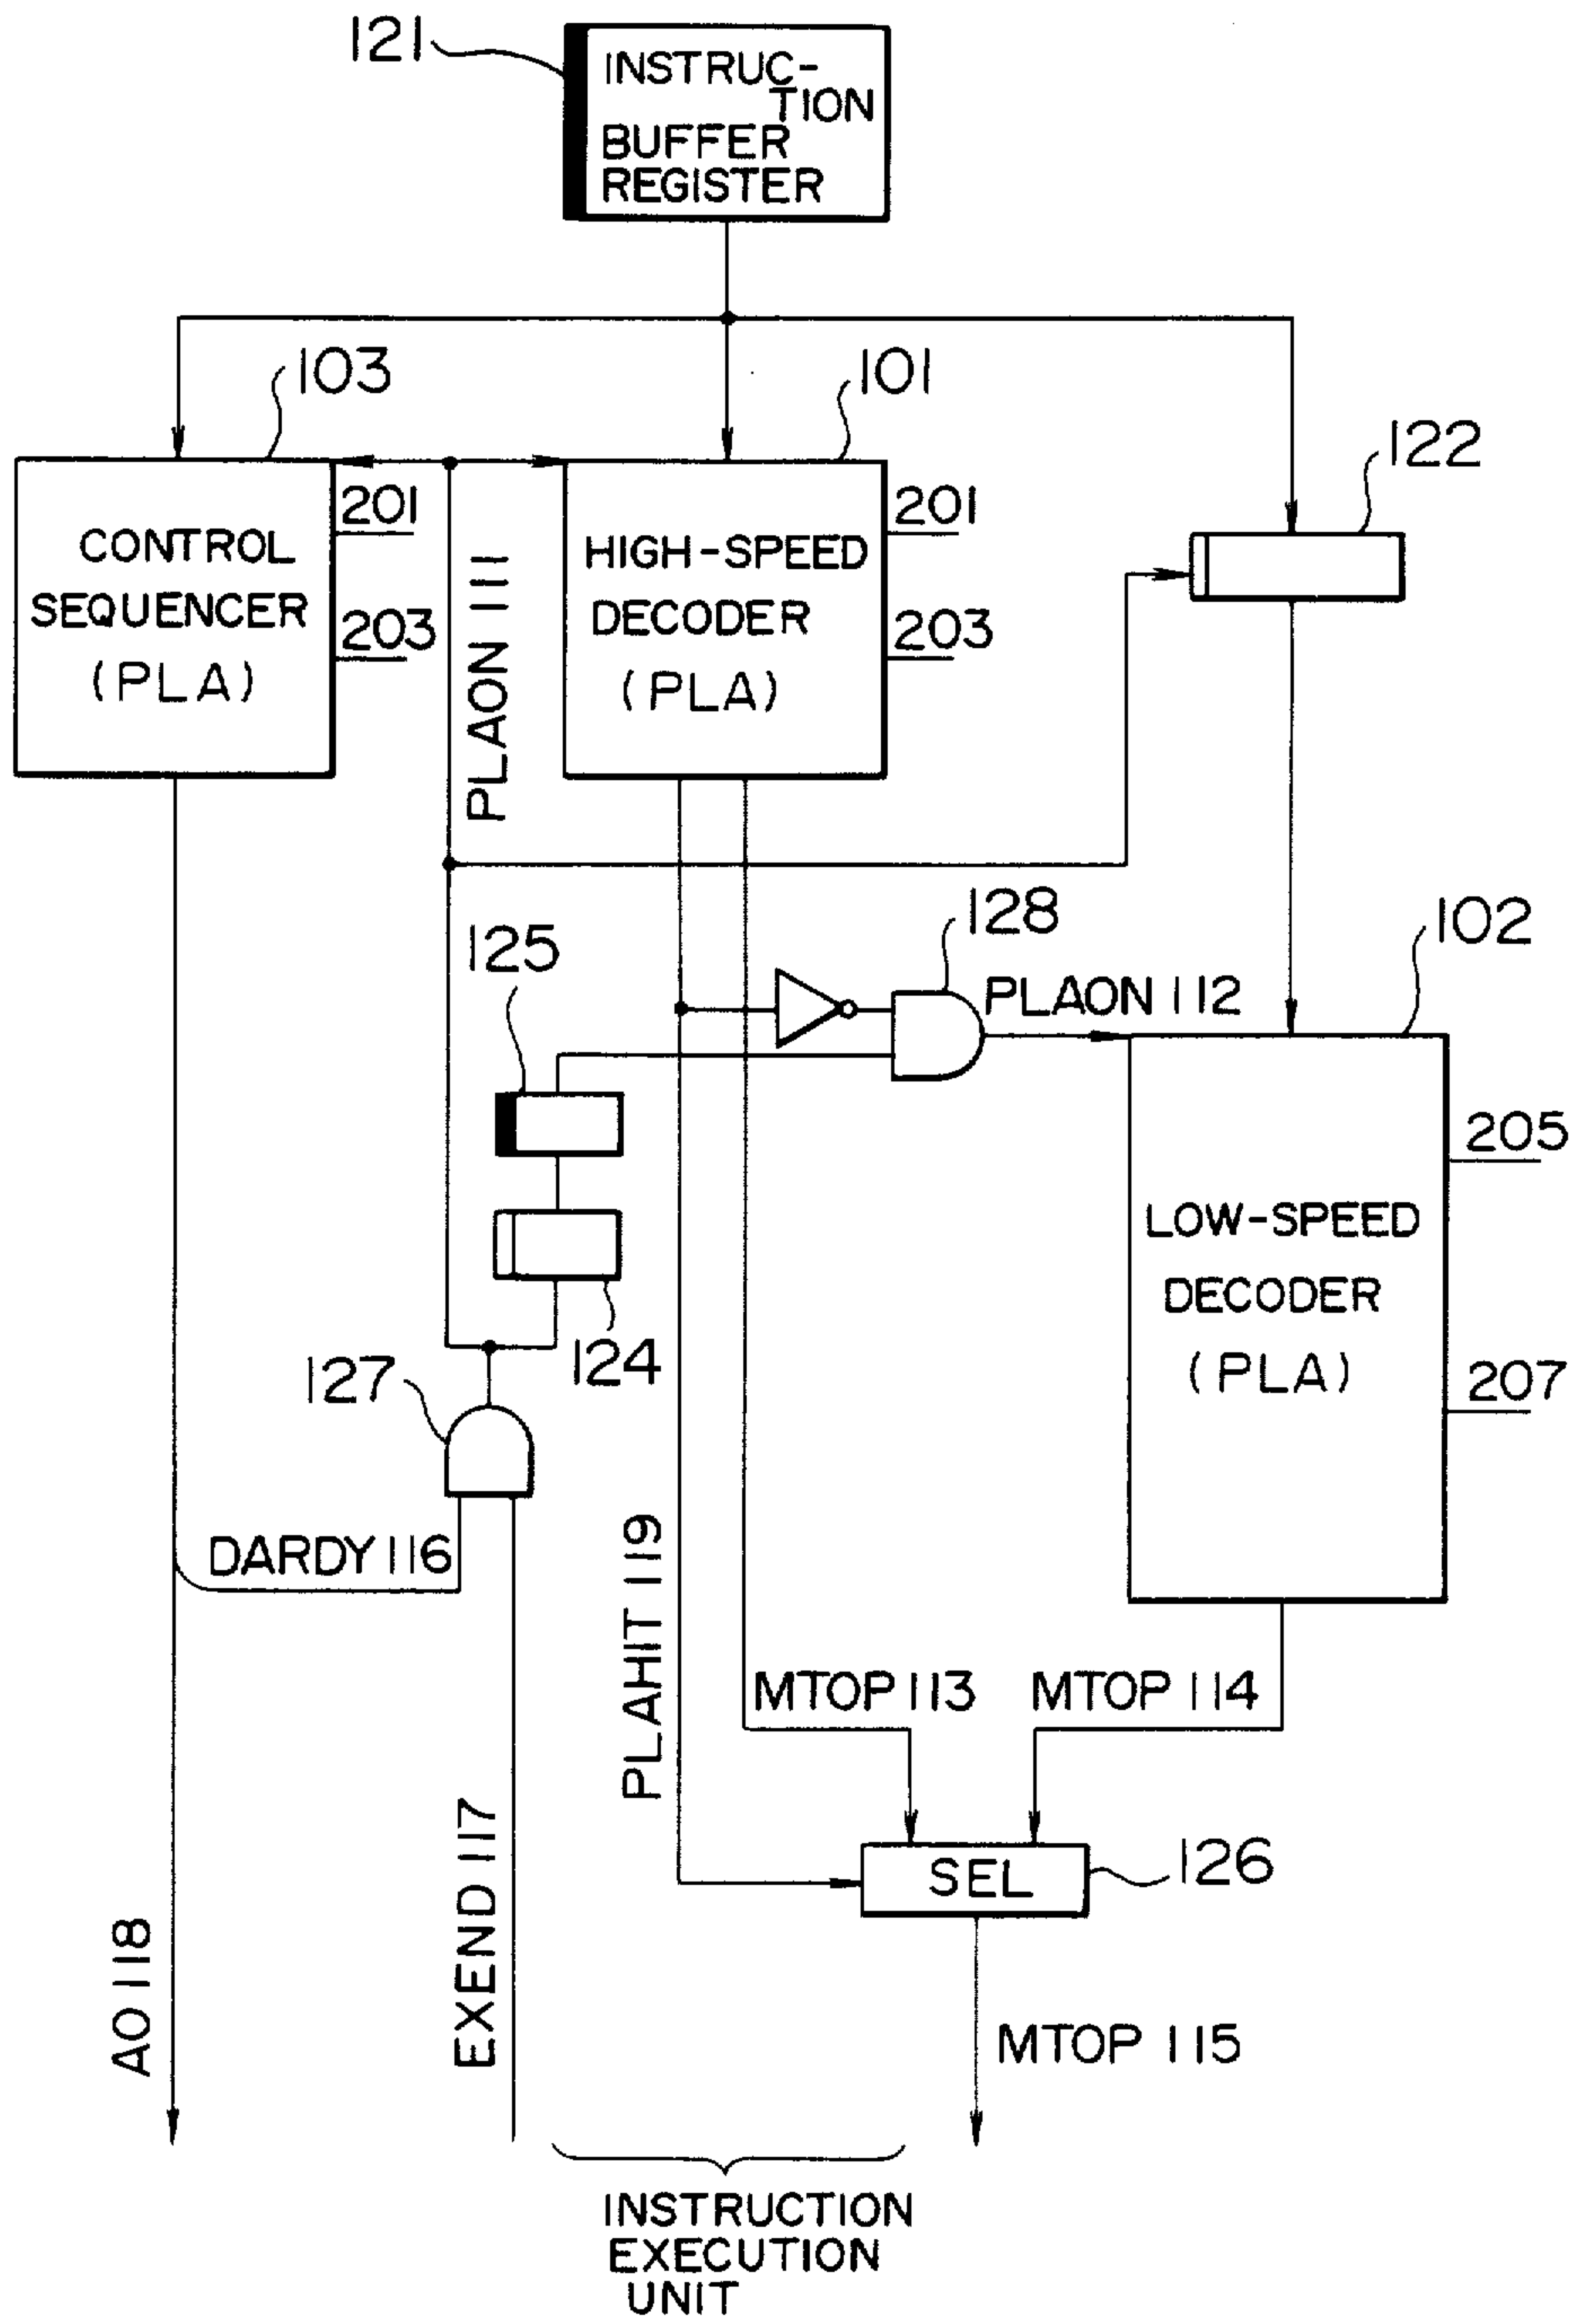 121
INSTRUC-
TION
BUFFER
REGISTER
103
101
122
CONTROL
SEQUENCER
(PLA)
201
203
PLAON 111
HIGH-SPEED
DECODER
(PLA)
201
203
125
128
PLAON 112
102
205
LOW-SPEED
DECODER
(PLA)
207
124
127
DARDY 116
PLAHIT 119
MTOP 113
MTOP 114
SEL
126
AO 118
EXEND 117
MTOP 115
INSTRUCTION
EXECUTION
UNIT